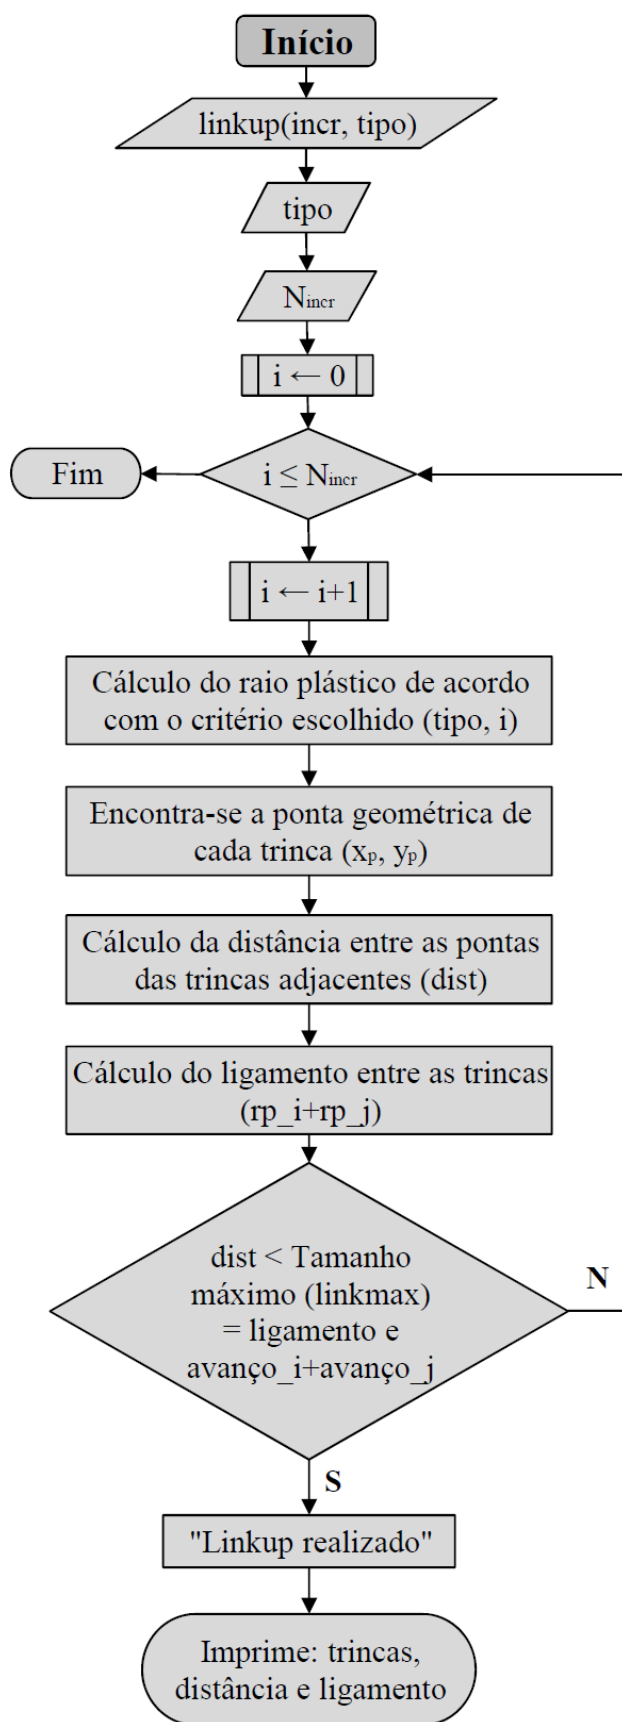 Início
linkup(incr, tipo)
tipo
Nincr
i ← 0
Fim
i ≤ Nincr
i ← i+1
Cálculo do raio plástico de acordo
com o critério escolhido (tipo, i)
Encontra-se a ponta geométrica de
cada trinca (xp, yp)
Cálculo da distância entre as pontas
das trincas adjacentes (dist)
Cálculo do ligamento entre as trincas
(rp_i+rp_j)
dist < Tamanho
máximo (linkmax)
= ligamento e
avanço_i+avanço_j
N
S
"Linkup realizado"
Imprime: trincas,
distância e ligamento